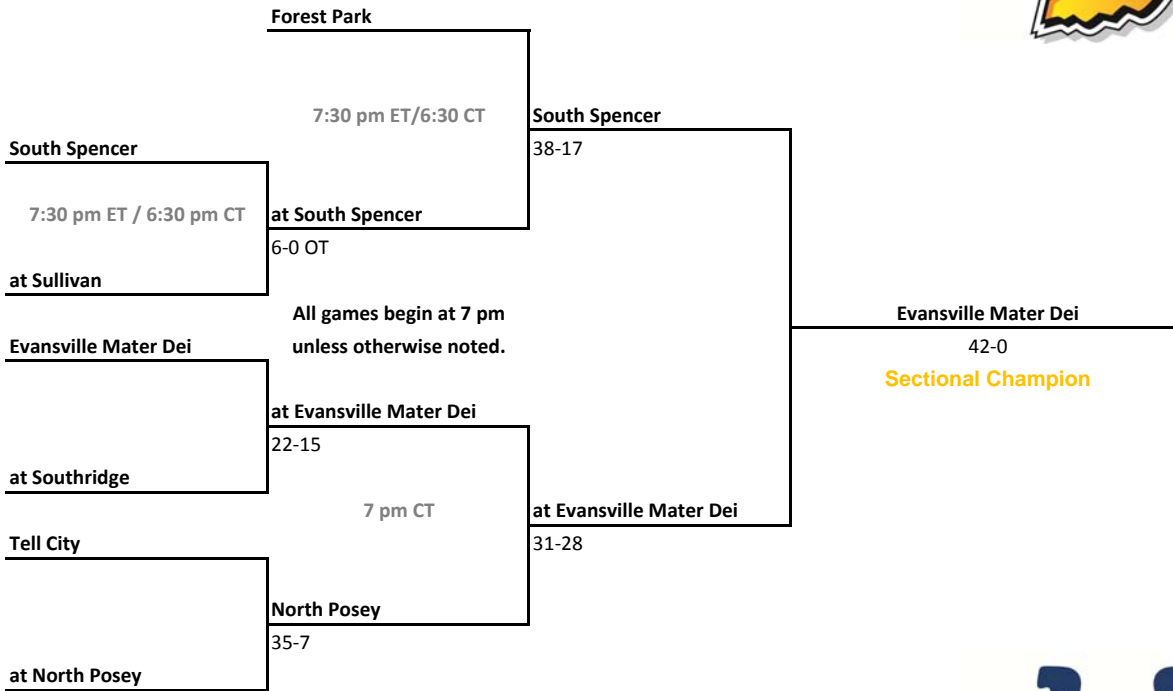 Forest Park
7:30 pm ET/6:30 CT
South Spencer
South Spencer
38-17
7:30 pm ET / 6:30 pm CT
at South Spencer
6-0 OT
at Sullivan
All games begin at 7 pm
Evansville Mater Dei
Evansville Mater Dei
unless otherwise noted.
42-0
Sectional Champion
at Evansville Mater Dei
22-15
at Southridge
7 pm CT
at Evansville Mater Dei
Tell City
31-28
North Posey
35-7
at North Posey